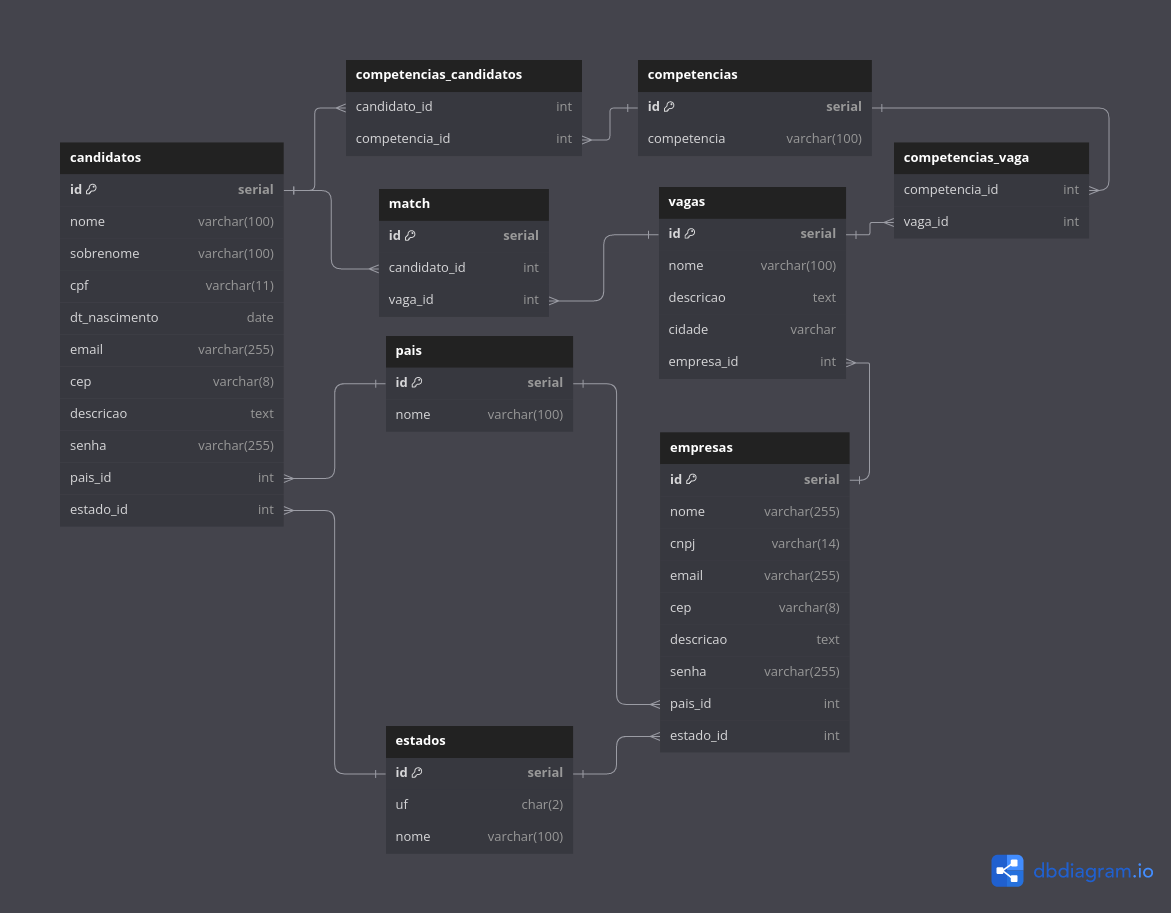 competencias_candidatos
candidato_id int
competencia_id int
competencias
id serial
competencia varchar(100)
competencias_vaga
competencia_id int
vaga_id int
candidatos
id serial
nome varchar(100)
sobrenome varchar(100)
cpf varchar(11)
dt_nascimento date
email varchar(255)
cep varchar(8)
descricao text
senha varchar(255)
pais_id int
estado_id int
match
id serial
candidato_id int
vaga_id int
vagas
id serial
nome varchar(100)
descricao text
cidade varchar
empresa_id int
pais
id serial
nome varchar(100)
empresas
id serial
nome varchar(255)
cnpj varchar(14)
email varchar(255)
cep varchar(8)
descricao text
senha varchar(255)
pais_id int
estado_id int
estados
id serial
uf char(2)
nome varchar(100)
dbdiagram.io